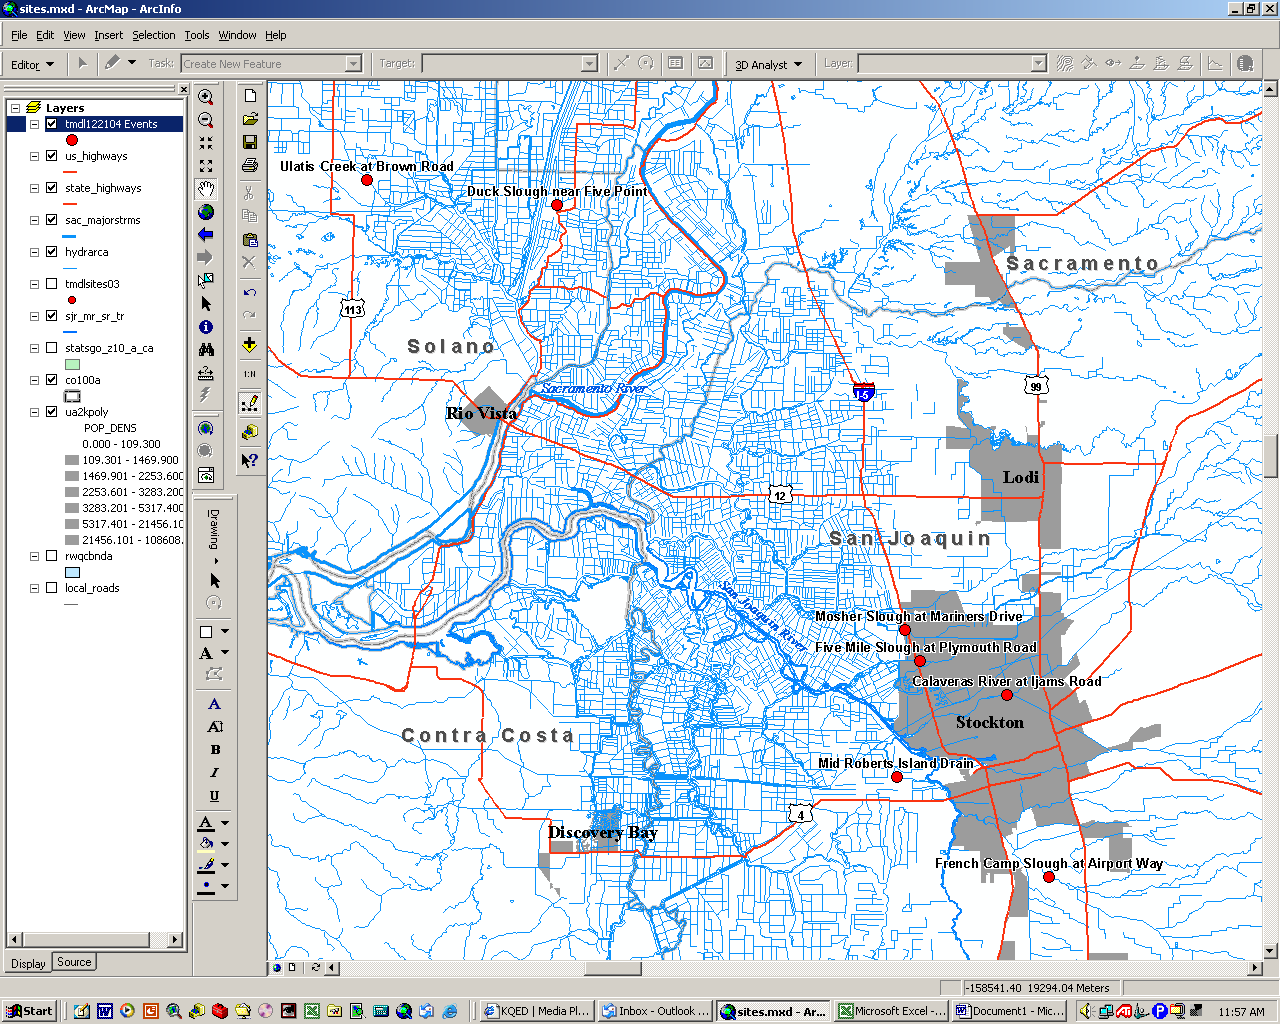 sites.mxd - ArcMap - ArcInfo
File Edit View Insert Selection Tools Window Help
Editor Task: Create New Feature Target: 3D Analyst Layer:
Layers
tmdl122104 Events
us_highways
state_highways
sac_majorstrms
hydrarca
tmdlsites03
sjr_mr_sr_tr
statsgo_z10_a_ca
co100a
ua2kpoly
POP_DENS
0.000 - 109.300
109.301 - 1469.900
1469.901 - 2253.600
2253.601 - 3283.200
3283.201 - 5317.400
5317.401 - 21456.10
21456.101 - 108608.
rwqcbnda
local_roads
Display Source
1:N
Drawing
A
A
B
I
U
A
Ulatis Creek at Brown Road
Duck Slough near Five Point
Sacramento
113
Solano
99
I-5
Sacramento River
Rio Vista
Lodi
12
San Joaquin
San Joaquin River
Mosher Slough at Mariners Drive
Five Mile Slough at Plymouth Road
Calaveras River at Ijams Road
Stockton
Contra Costa
Mid Roberts Island Drain
4
Discovery Bay
French Camp Slough at Airport Way
-158541.40 19294.04 Meters
Start KQED | Media Pl... Inbox - Outlook ... sites.mxd - Ar... Microsoft Excel -... Document1 - Mic... 11:57 AM